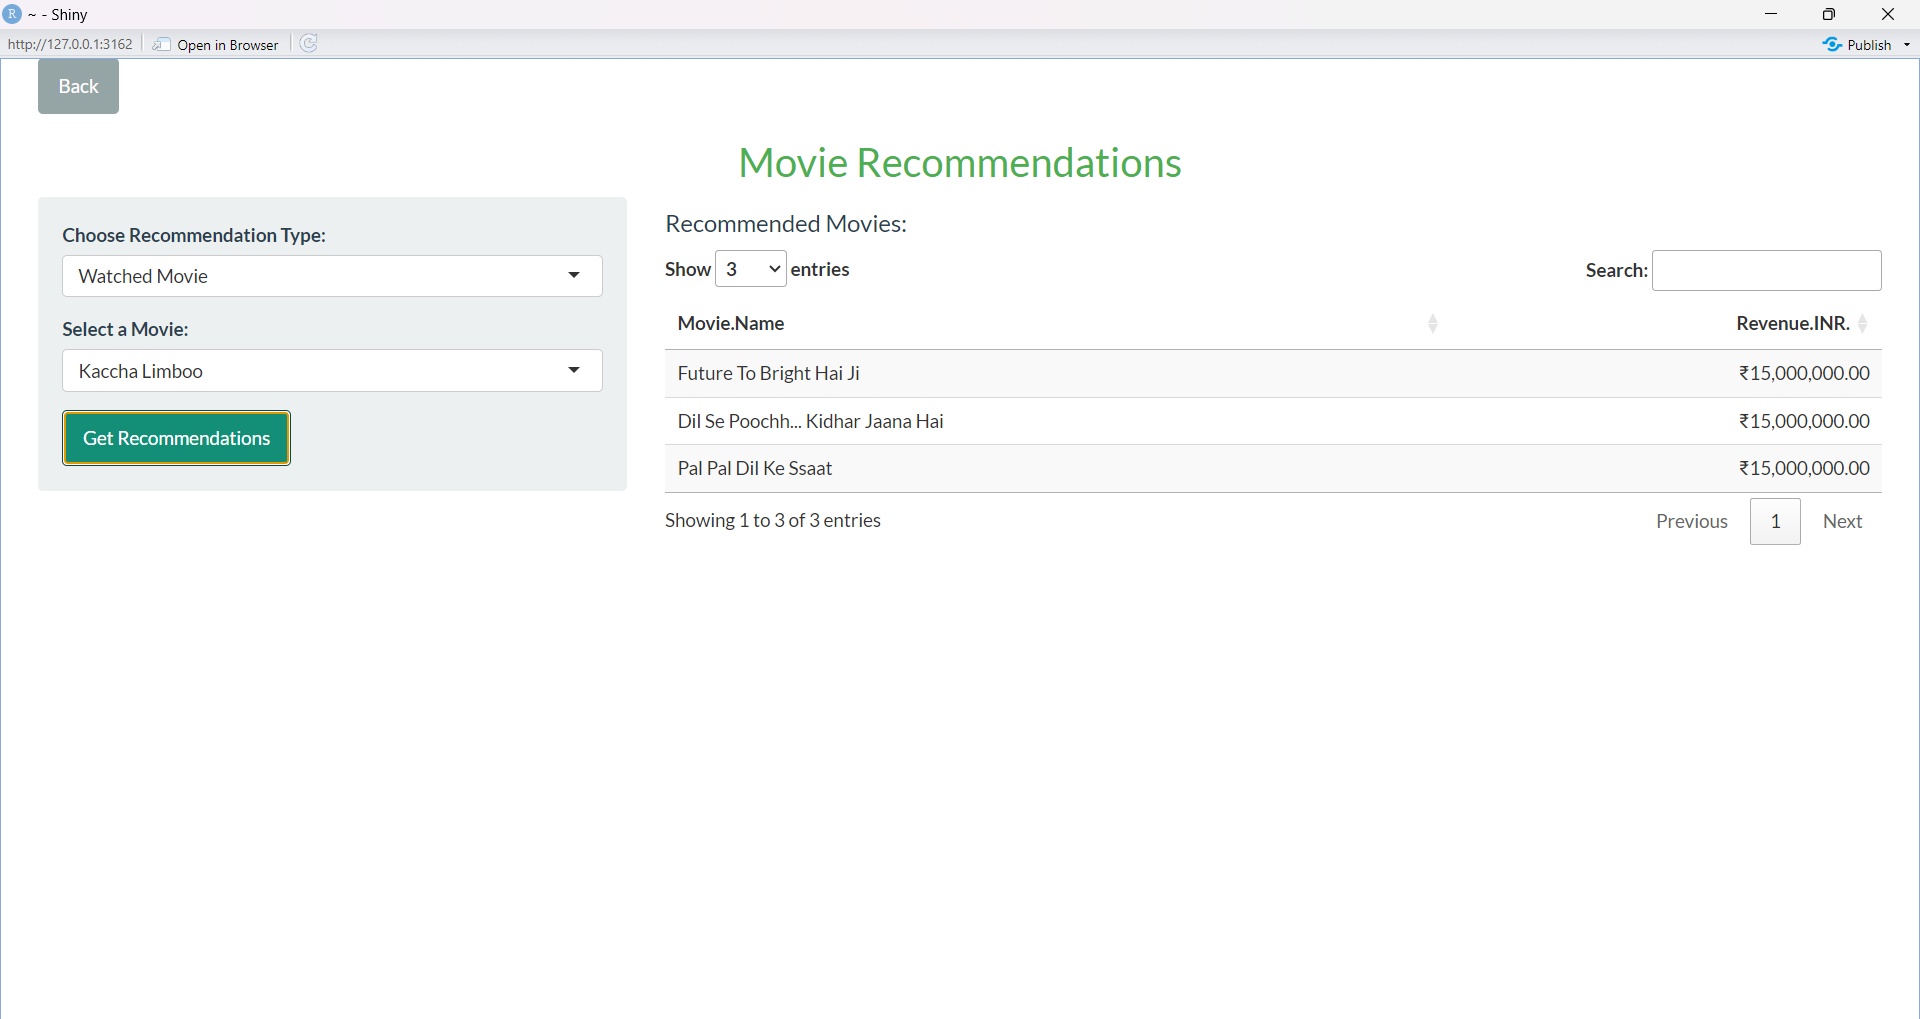 R ~ - Shiny
http://127.0.0.1:3162 Open in Browser Publish
Back
Movie Recommendations
Choose Recommendation Type:
Watched Movie
Select a Movie:
Kaccha Limboo
Get Recommendations
Recommended Movies:
Show 3 entries Search:
Movie.Name Revenue.INR.
Future To Bright Hai Ji ₹15,000,000.00
Dil Se Poochh... Kidhar Jaana Hai ₹15,000,000.00
Pal Pal Dil Ke Ssaat ₹15,000,000.00
Showing 1 to 3 of 3 entries Previous 1 Next